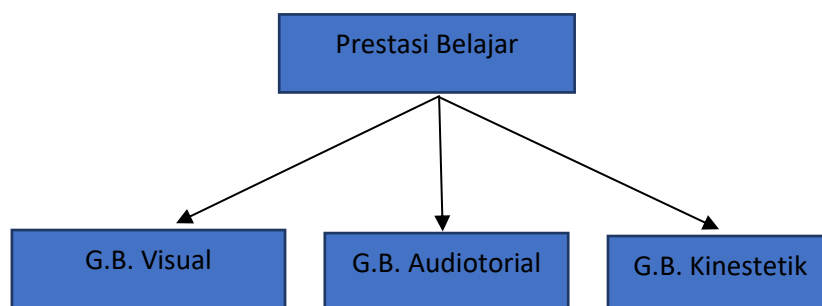 Prestasi Belajar
G.B. Visual
G.B. Audiotorial
G.B. Kinestetik